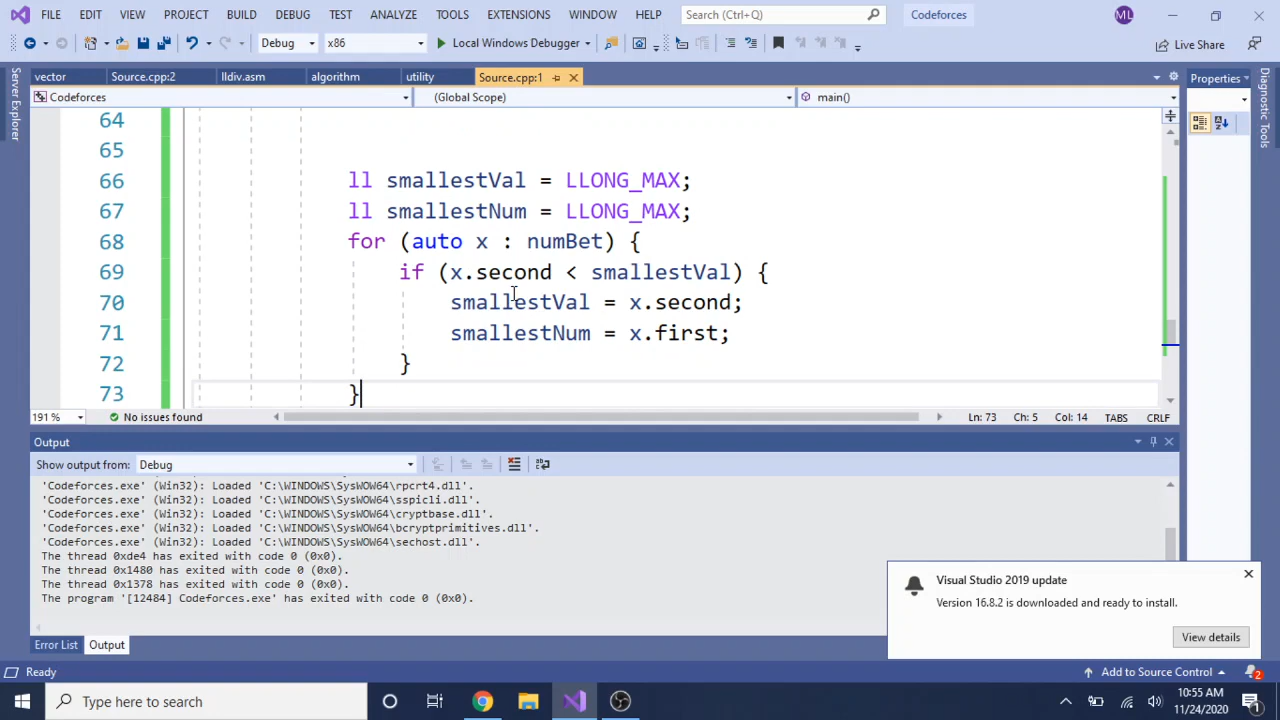 FILE EDIT VIEW PROJECT BUILD DEBUG TEST ANALYZE TOOLS EXTENSIONS WINDOW HELP Search (Ctrl+Q) Codeforces ML
Debug x86 Local Windows Debugger Live Share
vector Source.cpp:2 lldiv.asm algorithm utility Source.cpp:1 Properties
Codeforces (Global Scope) main()
Server Explorer
Diagnostic Tools
64
65
66 ll smallestVal = LLONG_MAX;
67 ll smallestNum = LLONG_MAX;
68 for (auto x : numBet) {
69 if (x.second < smallestVal) {
70 smallestVal = x.second;
71 smallestNum = x.first;
72 }
73 }
191 % No issues found Ln: 73 Ch: 5 Col: 14 TABS CRLF
Output
Show output from: Debug
'Codeforces.exe' (Win32): Loaded 'C:\WINDOWS\SysWOW64\rpcrt4.dll'.
'Codeforces.exe' (Win32): Loaded 'C:\WINDOWS\SysWOW64\sspicli.dll'.
'Codeforces.exe' (Win32): Loaded 'C:\WINDOWS\SysWOW64\cryptbase.dll'.
'Codeforces.exe' (Win32): Loaded 'C:\WINDOWS\SysWOW64\bcryptprimitives.dll'.
'Codeforces.exe' (Win32): Loaded 'C:\WINDOWS\SysWOW64\sechost.dll'.
The thread 0xde4 has exited with code 0 (0x0).
The thread 0x1480 has exited with code 0 (0x0).
The thread 0x1378 has exited with code 0 (0x0).
The program '[12484] Codeforces.exe' has exited with code 0 (0x0).
Visual Studio 2019 update
Version 16.8.2 is downloaded and ready to install.
View details
Error List Output
Ready Add to Source Control 2
Type here to search
10:55 AM
11/24/2020
1